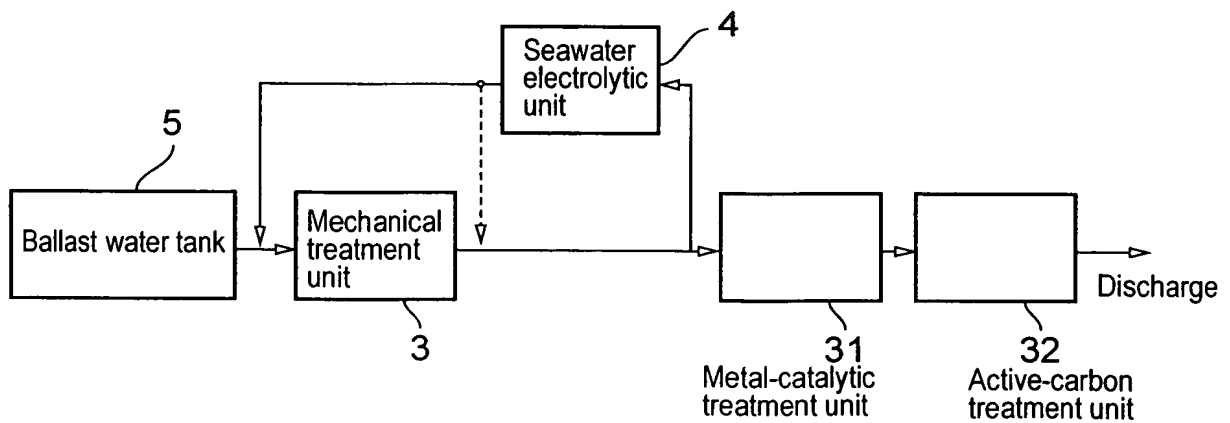 4
Seawater
electrolytic
unit
5
Ballast water tank
Mechanical
treatment
unit
3
31
Metal-catalytic
treatment unit
32
Active-carbon
treatment unit
Discharge